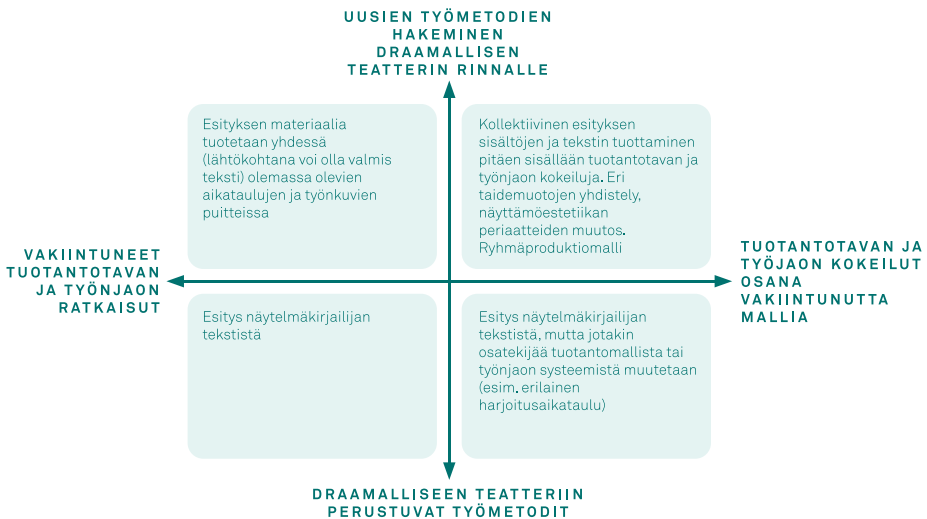 UUSIEN TYÖMETODIEN
HAKEMINEN
DRAAMALLISEN
TEATTERIN RINNALLE
Esityksen materiaalia
tuotetaan yhdessä
(lähtökohtana voi olla valmis
teksti) olemassa olevien
aikataulujen ja työnkuvien
puitteissa
Kollektiivinen esityksen
sisältöjen ja tekstin tuottaminen
pitäen sisällään tuotantotavan ja
työnjaon kokeiluja. Eri
taidemuotojen yhdistely,
näyttämöestetiikan
periaatteiden muutos.
Ryhmäproduktiomalli
VAKIINTUNEET
TUOTANTOTAVAN
JA TYÖNJAON
RATKAISUT
TUOTANTOTAVAN JA
TYÖJAON KOKEILUT
OSANA
VAKIINTUNUTTA
MALLIA
Esitys näytelmäkirjailijan
tekstistä
Esitys näytelmäkirjailijan
tekstistä, mutta jotakin
osatekijää tuotantomallista tai
työnjaon systeemistä muutetaan
(esim. erilainen
harjoitusaikataulu)
DRAAMALLISEEN TEATTERIIN
PERUSTUVAT TYÖMETODIT